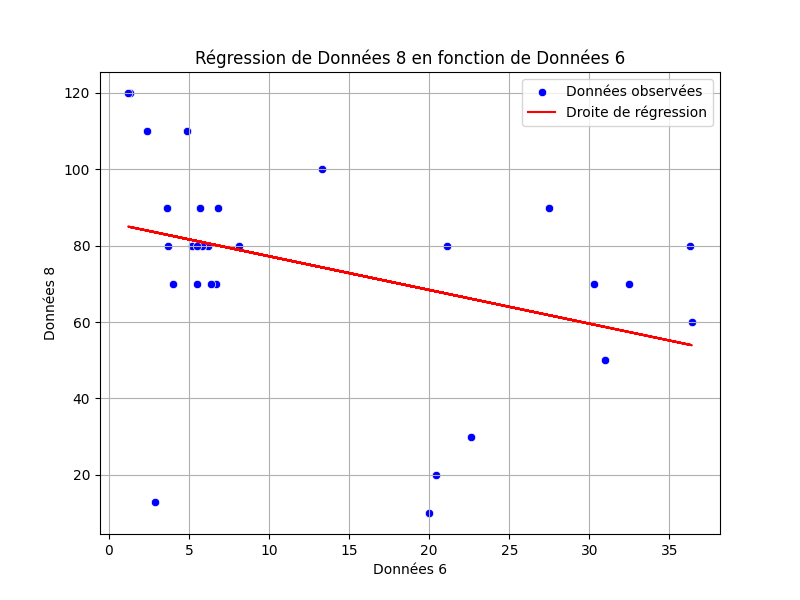 Régression de Données 8 en fonction de Données 6
Données observées
Droite de régression
Données 8
120
100
80
60
40
20
0
5
10
15
20
25
30
35
Données 6